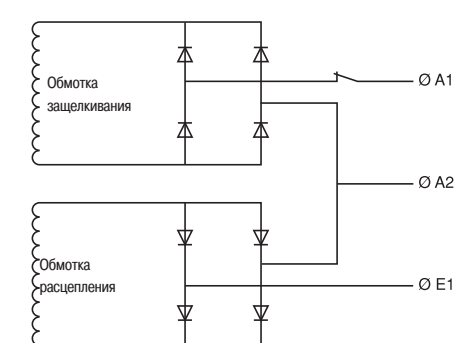 Обмотка
защелкивания
Ø A1
Ø A2
Обмотка
расцепления
Ø E1